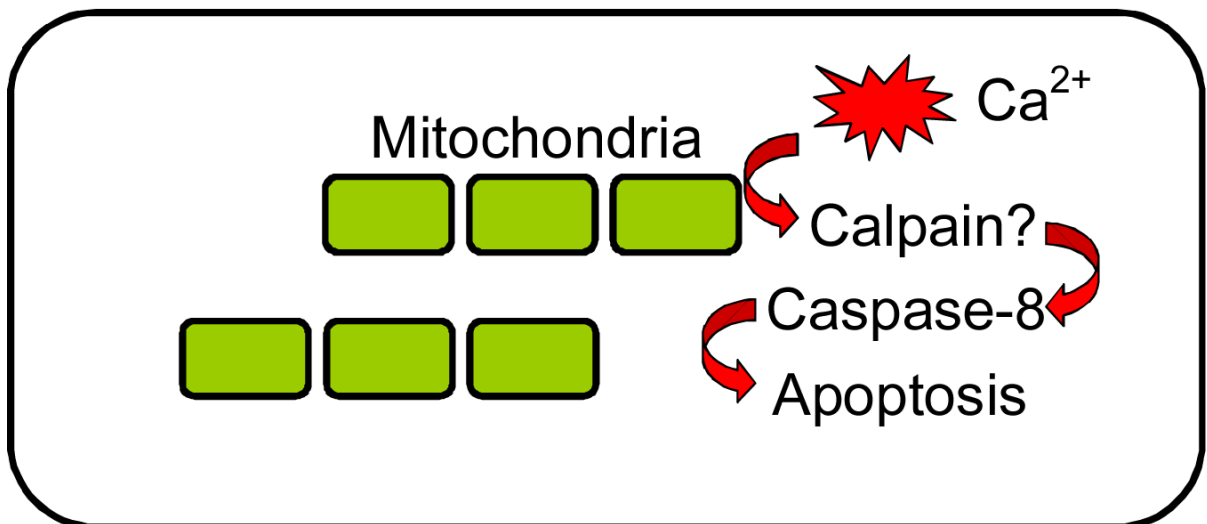 Ca²⁺
Mitochondria
Calpain?
Caspase-8
Apoptosis